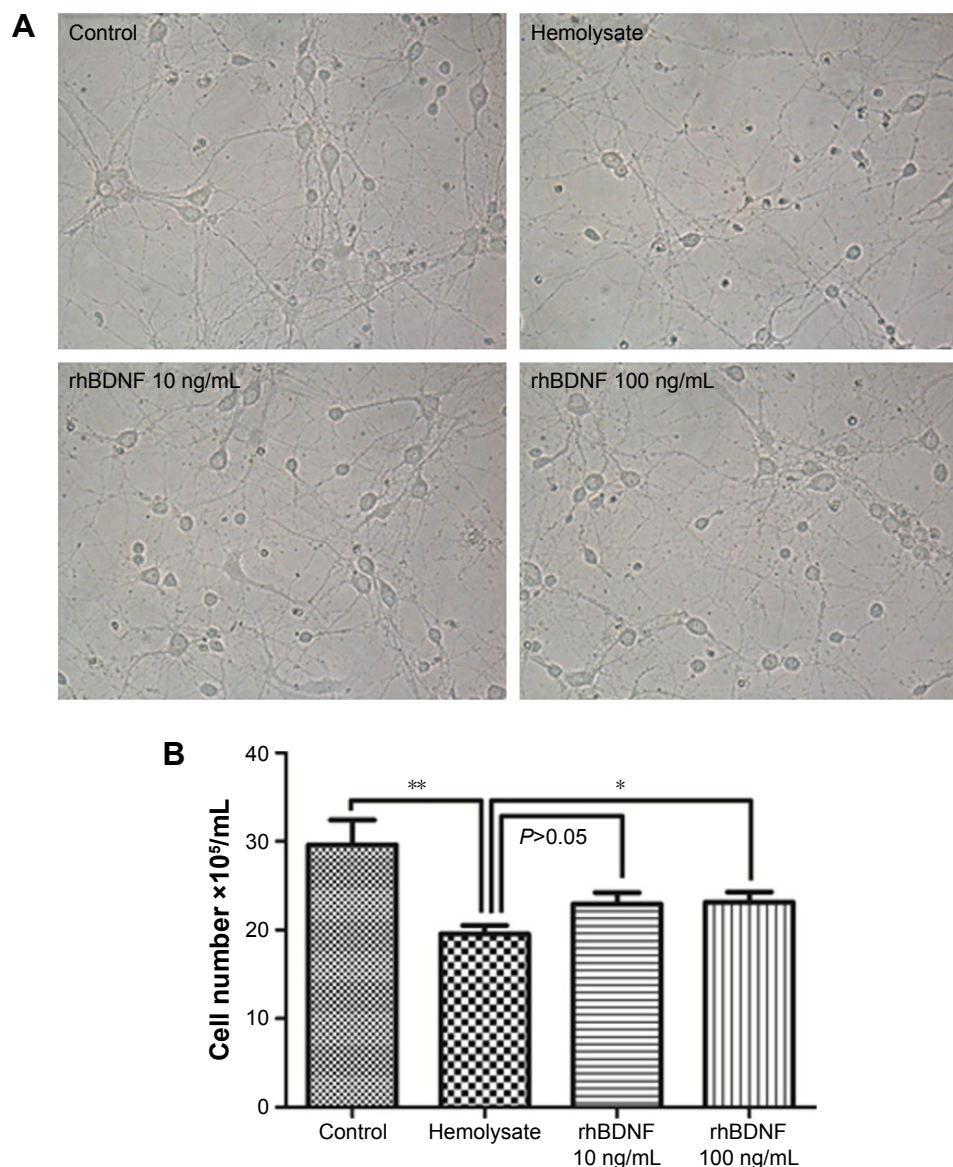 A
Control
Hemolysate
rhBDNF 10 ng/mL
rhBDNF 100 ng/mL
B
40
30
20
10
0
Cell number ×10⁵/mL
**
*
P>0.05
Control
Hemolysate
rhBDNF
10 ng/mL
rhBDNF
100 ng/mL